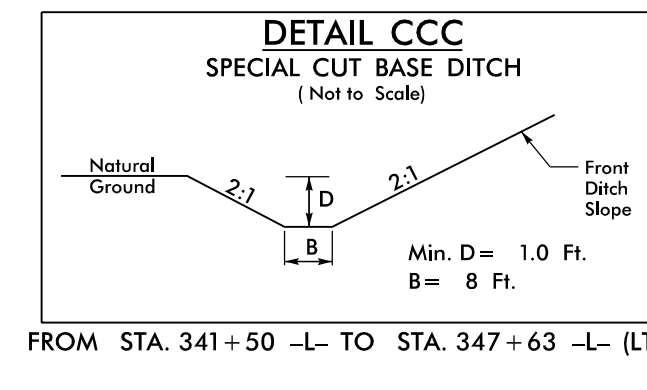 DETAIL CCC
SPECIAL CUT BASE DITCH
( Not to Scale)
Natural
Ground
2:1
D
2:1
Front
Ditch
Slope
B
Min. D = 1.0 Ft.
B = 8 Ft.
FROM STA. 341+50 -L- TO STA. 347+63 -L- (LT